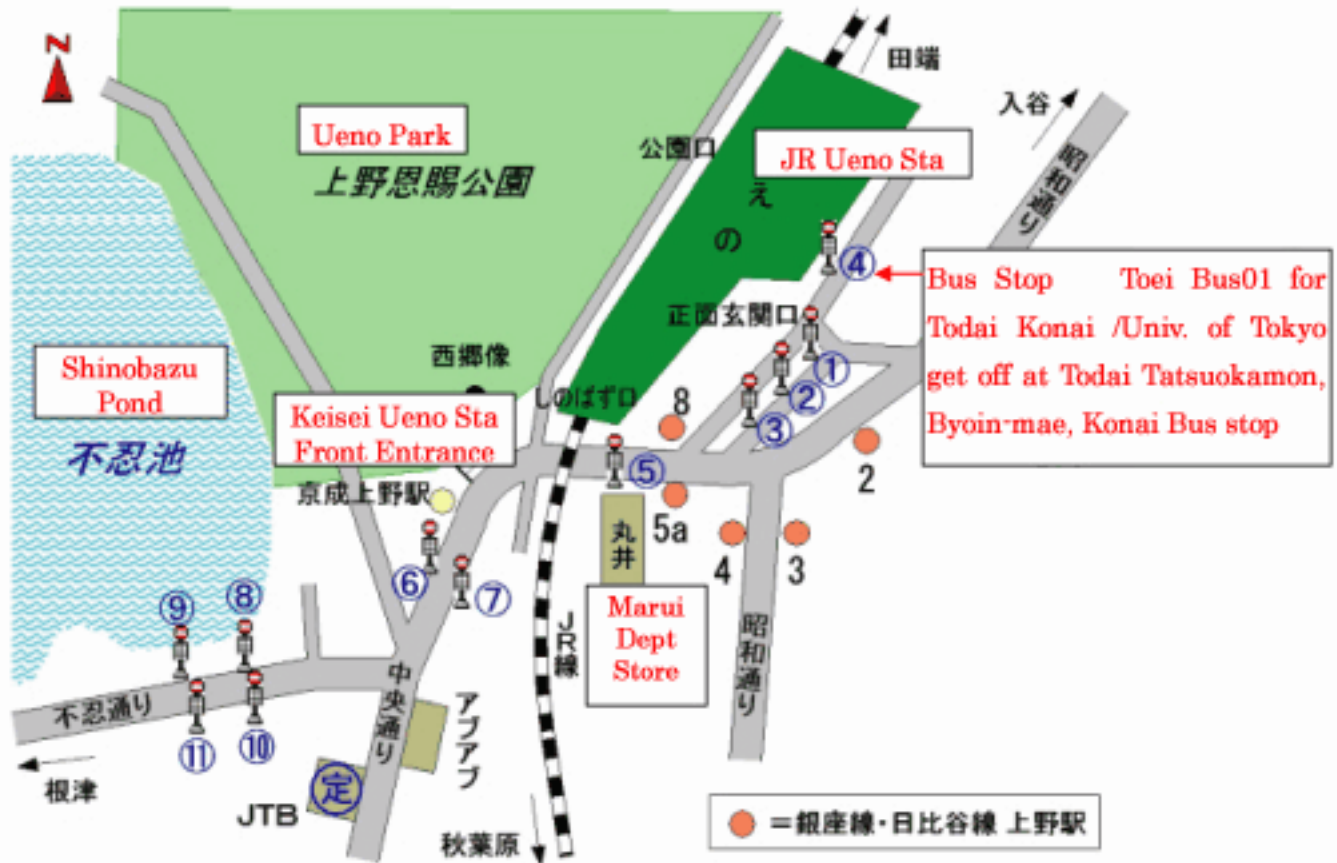 N
田端
入谷
Ueno Park
上野恩賜公園
公園口
JR Ueno Sta
えの
昭和通り
④
Bus Stop Toei Bus01 for
Todai Konai /Univ. of Tokyo
get off at Todai Tatsuokamon,
Byoin-mae, Konai Bus stop
正面玄関口
①
②
③
西郷像
Shinobazu
Pond
不忍池
Keisei Ueno Sta
Front Entrance
しのばず口
8
2
京成上野駅
⑤
5a
4
3
丸井
Marui
Dept
Store
⑥
⑦
⑨
⑧
JR線
昭和通り
不忍通り
⑪
⑩
中央通り
アブアブ
根津
定
JTB
秋葉原
=銀座線・日比谷線 上野駅